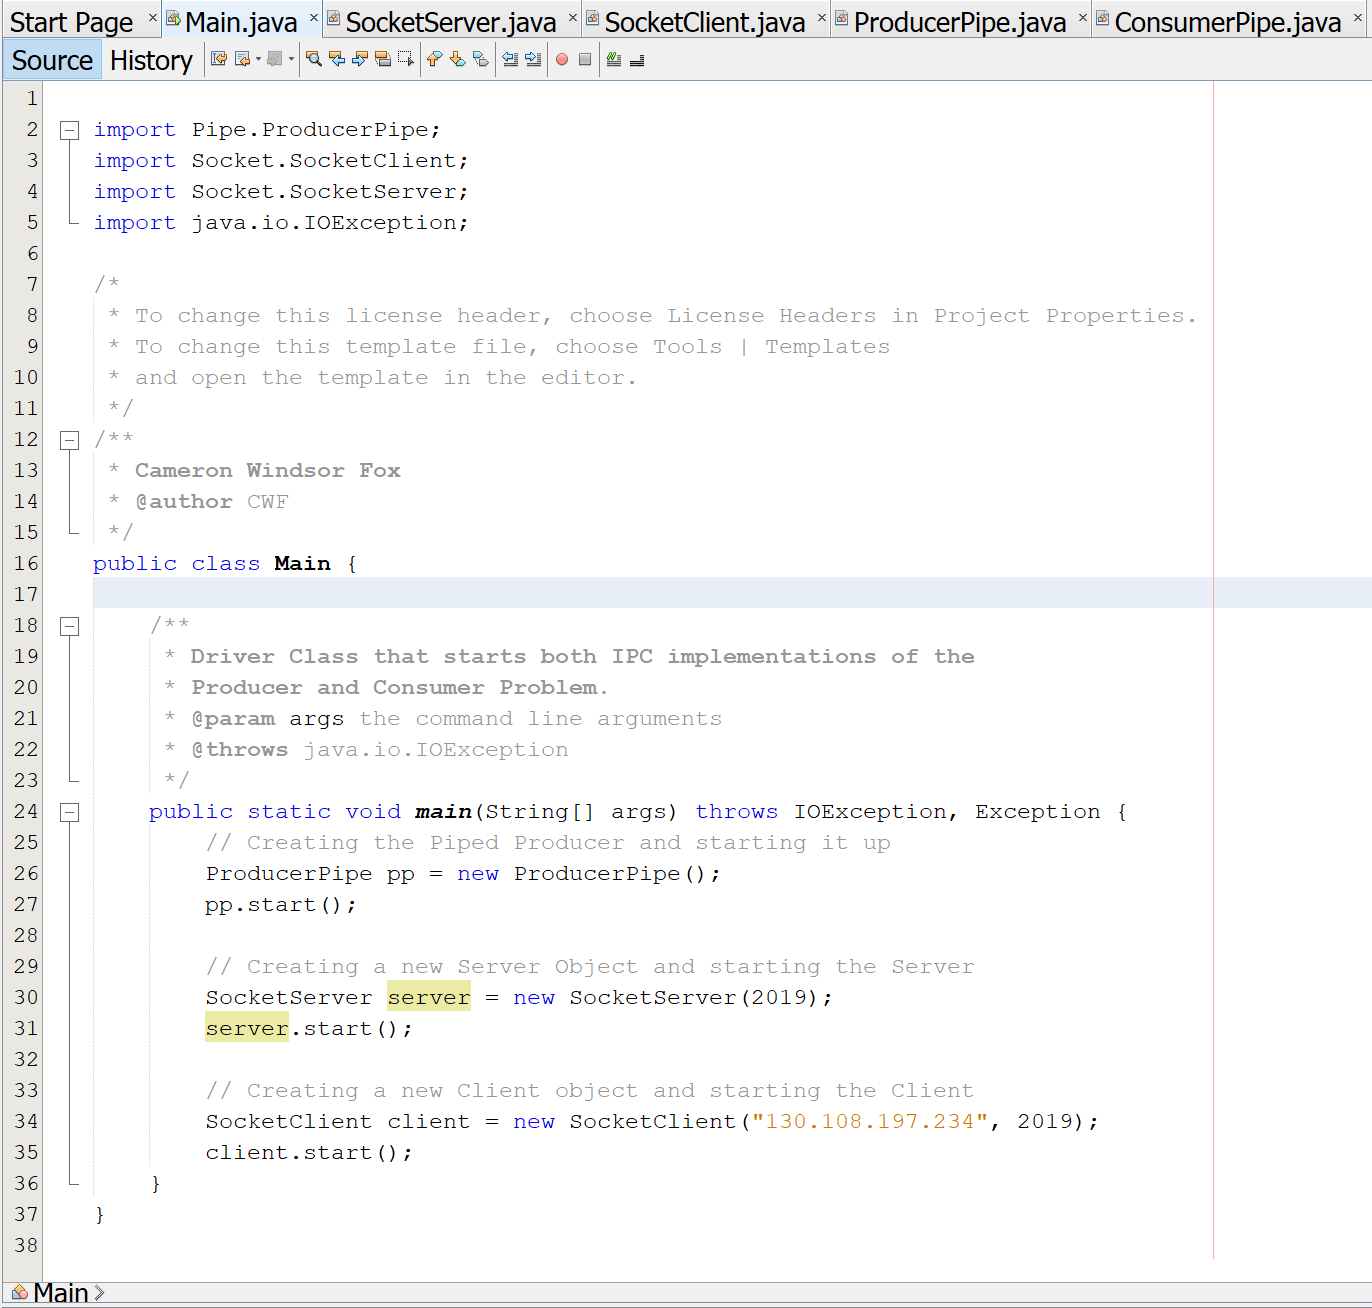 Start Page Main.java SocketServer.java SocketClient.java ProducerPipe.java ConsumerPipe.java
Source History
1
2 import Pipe.ProducerPipe;
3 import Socket.SocketClient;
4 import Socket.SocketServer;
5 import java.io.IOException;
6
7 /*
8 * To change this license header, choose License Headers in Project Properties.
9 * To change this template file, choose Tools | Templates
10 * and open the template in the editor.
11 */
12 /**
13 * Cameron Windsor Fox
14 * @author CWF
15 */
16 public class Main {
17
18 /**
19 * Driver Class that starts both IPC implementations of the
20 * Producer and Consumer Problem.
21 * @param args the command line arguments
22 * @throws java.io.IOException
23 */
24 public static void main(String[] args) throws IOException, Exception {
25 // Creating the Piped Producer and starting it up
26 ProducerPipe pp = new ProducerPipe();
27 pp.start();
28
29 // Creating a new Server Object and starting the Server
30 SocketServer server = new SocketServer(2019);
31 server.start();
32
33 // Creating a new Client object and starting the Client
34 SocketClient client = new SocketClient("130.108.197.234", 2019);
35 client.start();
36 }
37 }
38
Main